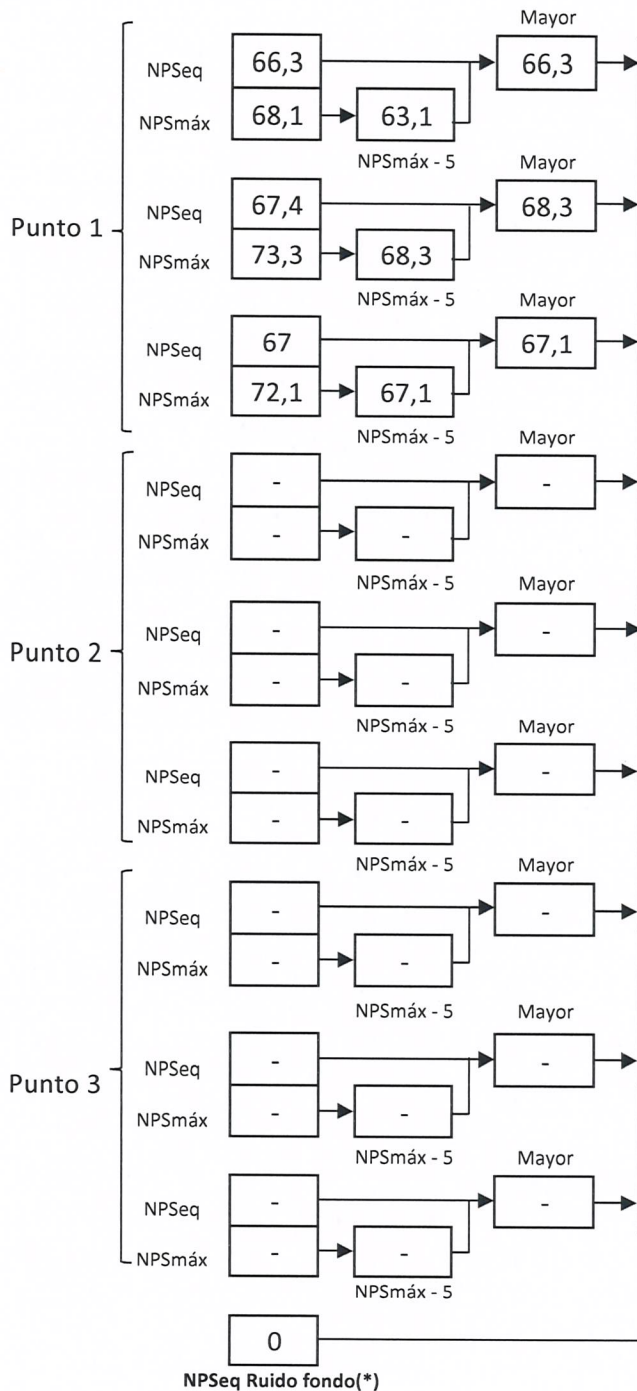 Mayor
NPSeq 66,3 66,3
NPSmáx 68,1 63,1
NPSmáx - 5
Mayor
Punto 1
NPSeq 67,4 68,3
NPSmáx 73,3 68,3
NPSmáx - 5
Mayor
NPSeq 67 67,1
NPSmáx 72,1 67,1
NPSmáx - 5
Mayor
NPSeq - -
NPSmáx - -
NPSmáx - 5
Mayor
Punto 2
NPSeq - -
NPSmáx - -
NPSmáx - 5
Mayor
NPSeq - -
NPSmáx - -
NPSmáx - 5
Mayor
NPSeq - -
NPSmáx - -
NPSmáx - 5
Mayor
Punto 3
NPSeq - -
NPSmáx - -
NPSmáx - 5
Mayor
NPSeq - -
NPSmáx - -
NPSmáx - 5
0
NPSeq Ruido fondo(*)